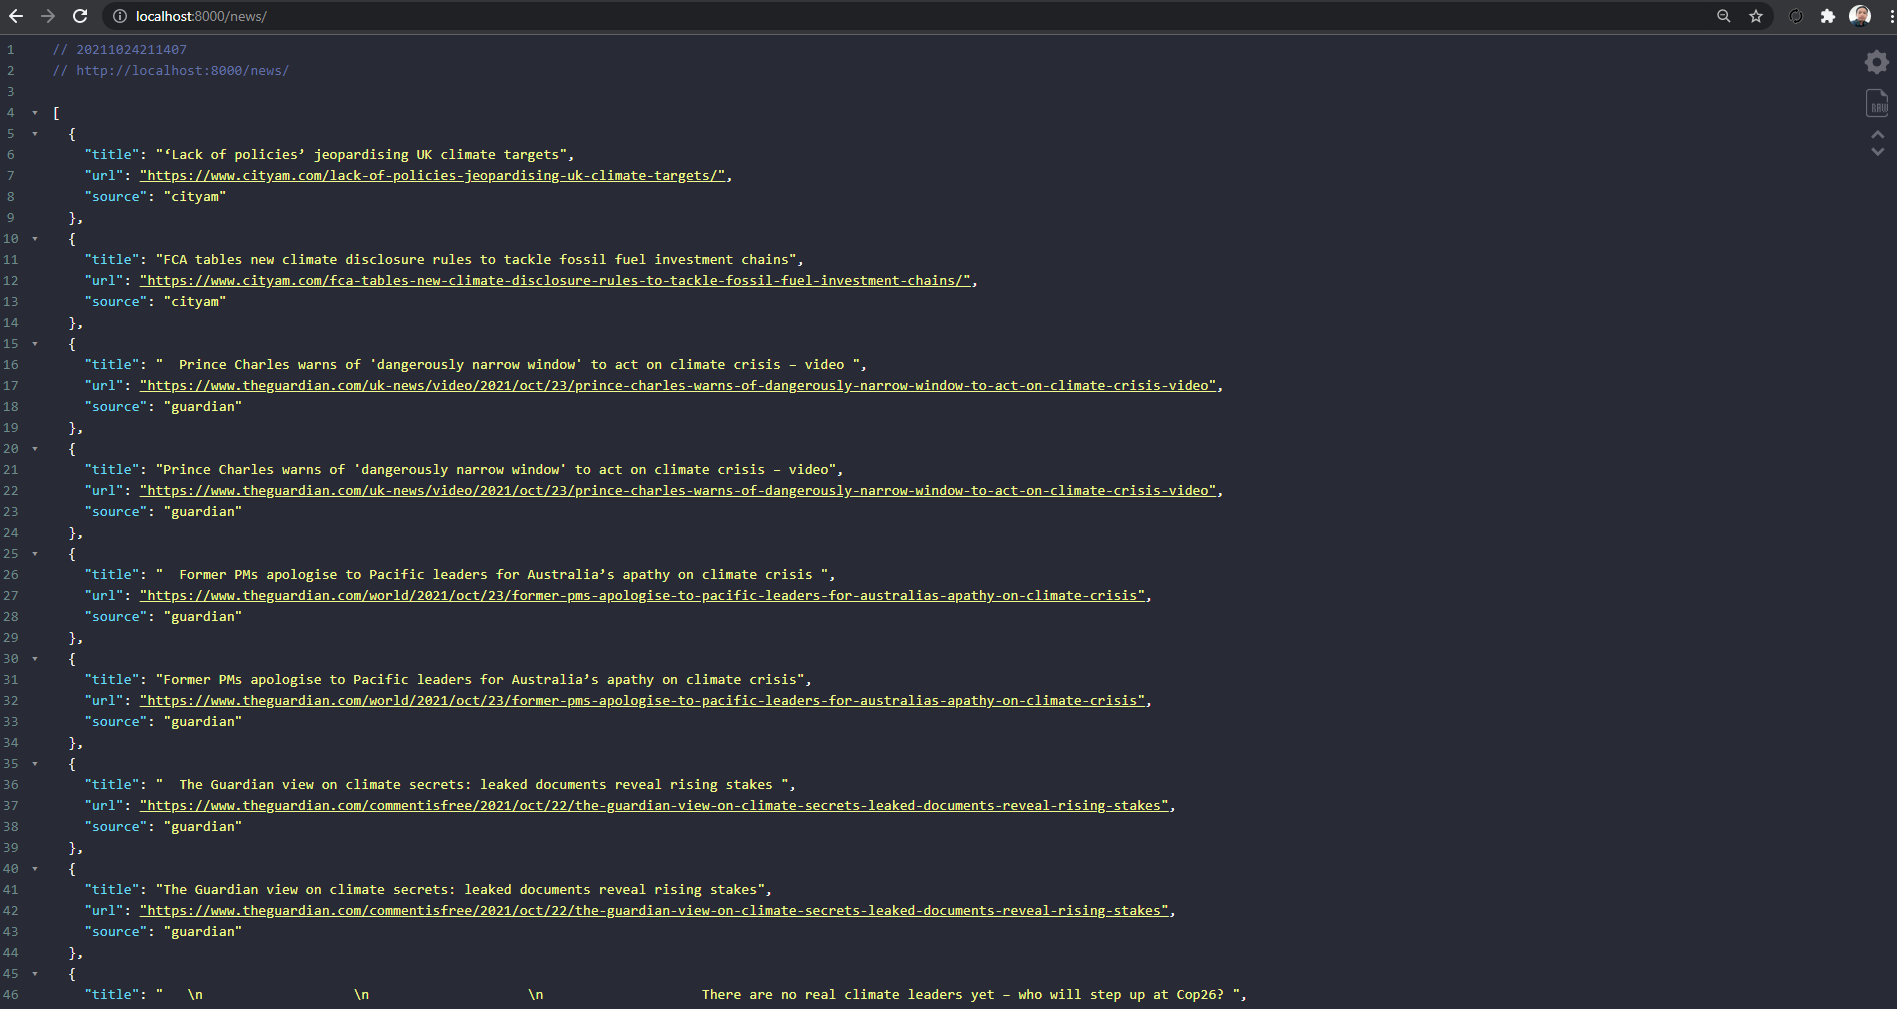 localhost:8000/news/
1 // 20211024211407
2 // http://localhost:8000/news/
3
4 [
5 {
6 "title": "‘Lack of policies’ jeopardising UK climate targets",
7 "url": "https://www.cityam.com/lack-of-policies-jeopardising-uk-climate-targets/",
8 "source": "cityam"
9 },
10 {
11 "title": "FCA tables new climate disclosure rules to tackle fossil fuel investment chains",
12 "url": "https://www.cityam.com/fca-tables-new-climate-disclosure-rules-to-tackle-fossil-fuel-investment-chains/",
13 "source": "cityam"
14 },
15 {
16 "title": "  Prince Charles warns of 'dangerously narrow window' to act on climate crisis – video ",
17 "url": "https://www.theguardian.com/uk-news/video/2021/oct/23/prince-charles-warns-of-dangerously-narrow-window-to-act-on-climate-crisis-video",
18 "source": "guardian"
19 },
20 {
21 "title": "Prince Charles warns of 'dangerously narrow window' to act on climate crisis – video",
22 "url": "https://www.theguardian.com/uk-news/video/2021/oct/23/prince-charles-warns-of-dangerously-narrow-window-to-act-on-climate-crisis-video",
23 "source": "guardian"
24 },
25 {
26 "title": "  Former PMs apologise to Pacific leaders for Australia’s apathy on climate crisis ",
27 "url": "https://www.theguardian.com/world/2021/oct/23/former-pms-apologise-to-pacific-leaders-for-australias-apathy-on-climate-crisis",
28 "source": "guardian"
29 },
30 {
31 "title": "Former PMs apologise to Pacific leaders for Australia’s apathy on climate crisis",
32 "url": "https://www.theguardian.com/world/2021/oct/23/former-pms-apologise-to-pacific-leaders-for-australias-apathy-on-climate-crisis",
33 "source": "guardian"
34 },
35 {
36 "title": "  The Guardian view on climate secrets: leaked documents reveal rising stakes ",
37 "url": "https://www.theguardian.com/commentisfree/2021/oct/22/the-guardian-view-on-climate-secrets-leaked-documents-reveal-rising-stakes",
38 "source": "guardian"
39 },
40 {
41 "title": "The Guardian view on climate secrets: leaked documents reveal rising stakes",
42 "url": "https://www.theguardian.com/commentisfree/2021/oct/22/the-guardian-view-on-climate-secrets-leaked-documents-reveal-rising-stakes",
43 "source": "guardian"
44 },
45 {
46 "title": "   \n                   \n                    \n                    There are no real climate leaders yet – who will step up at Cop26? ",
RAW